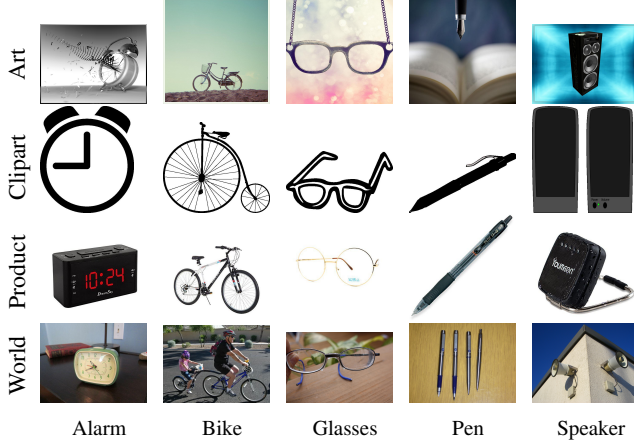 Art
Clipart
Product
10:24
World
Alarm
Bike
Glasses
Pen
Speaker